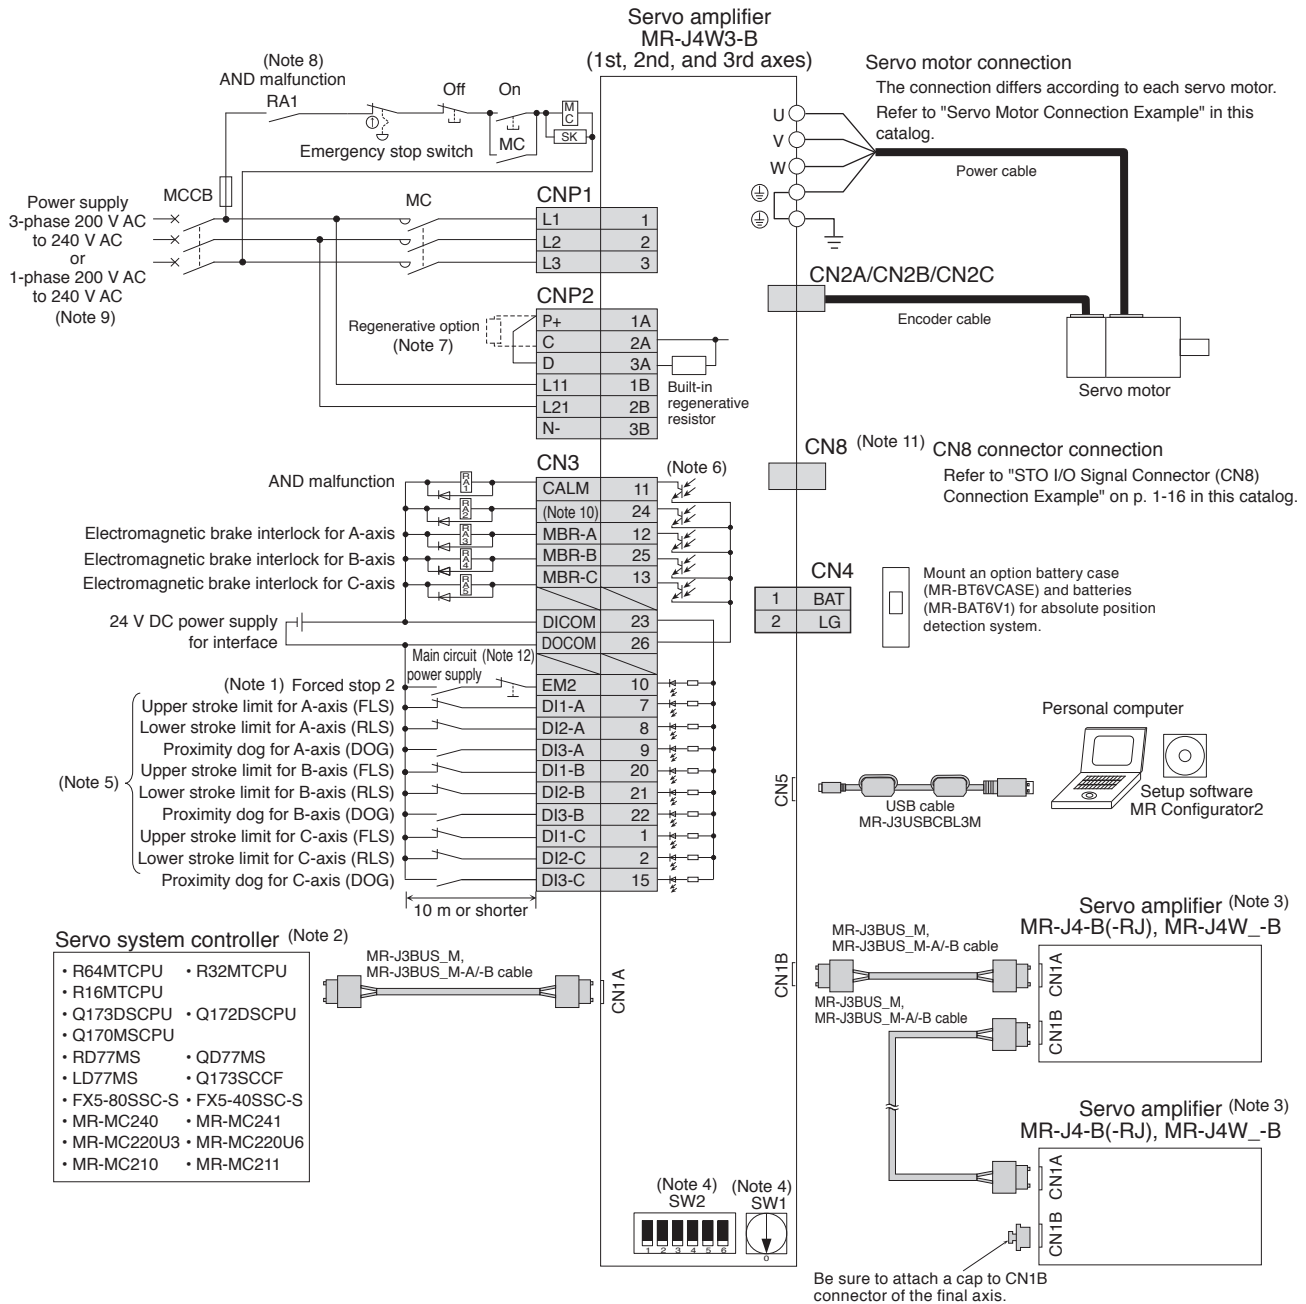 Servo amplifier
MR-J4W3-B
(1st, 2nd, and 3rd axes)
(Note 8)
AND malfunction
RA1
Off
On
MC
SK
MC
Emergency stop switch
Servo motor connection
The connection differs according to each servo motor.
Refer to "Servo Motor Connection Example" in this
catalog.
U
V
W
Power cable
Power supply
3-phase 200 V AC
to 240 V AC
or
1-phase 200 V AC
to 240 V AC
(Note 9)
MCCB
MC
CNP1
L1 1
L2 2
L3 3
CN2A/CN2B/CN2C
Encoder cable
Servo motor
CNP2
Regenerative option
(Note 7)
P+ 1A
C 2A
D 3A
L11 1B
L21 2B
N- 3B
Built-in
regenerative
resistor
CN8 (Note 11)
CN8 connector connection
Refer to "STO I/O Signal Connector (CN8)
Connection Example" on p. 1-16 in this catalog.
CN3
(Note 6)
AND malfunction RA1 CALM 11
RA2 (Note 10) 24
Electromagnetic brake interlock for A-axis RA3 MBR-A 12
Electromagnetic brake interlock for B-axis RA4 MBR-B 25
Electromagnetic brake interlock for C-axis RA5 MBR-C 13
24 V DC power supply
for interface
DICOM 23
DOCOM 26
Main circuit
power supply
(Note 12)
(Note 1) Forced stop 2 EM2 10
(Note 5)
Upper stroke limit for A-axis (FLS) DI1-A 7
Lower stroke limit for A-axis (RLS) DI2-A 8
Proximity dog for A-axis (DOG) DI3-A 9
Upper stroke limit for B-axis (FLS) DI1-B 20
Lower stroke limit for B-axis (RLS) DI2-B 21
Proximity dog for B-axis (DOG) DI3-B 22
Upper stroke limit for C-axis (FLS) DI1-C 1
Lower stroke limit for C-axis (RLS) DI2-C 2
Proximity dog for C-axis (DOG) DI3-C 15
10 m or shorter
CN4
1 BAT
2 LG
Mount an option battery case
(MR-BT6VCASE) and batteries
(MR-BAT6V1) for absolute position
detection system.
Personal computer
CN5
USB cable
MR-J3USBCBL3M
Setup software
MR Configurator2
Servo system controller (Note 2)
• R64MTCPU • R32MTCPU
• R16MTCPU
• Q173DSCPU • Q172DSCPU
• Q170MSCPU
• RD77MS • QD77MS
• LD77MS • Q173SCCF
• FX5-80SSC-S • FX5-40SSC-S
• MR-MC240 • MR-MC241
• MR-MC220U3 • MR-MC220U6
• MR-MC210 • MR-MC211
MR-J3BUS_M,
MR-J3BUS_M-A/-B cable
CN1A
CN1B
MR-J3BUS_M,
MR-J3BUS_M-A/-B cable
MR-J3BUS_M,
MR-J3BUS_M-A/-B cable
Servo amplifier (Note 3)
MR-J4-B(-RJ), MR-J4W_-B
CN1A
CN1B
Servo amplifier (Note 3)
MR-J4-B(-RJ), MR-J4W_-B
CN1A
CN1B
(Note 4)
SW2
1 2 3 4 5 6
(Note 4)
SW1
0
Be sure to attach a cap to CN1B
connector of the final axis.